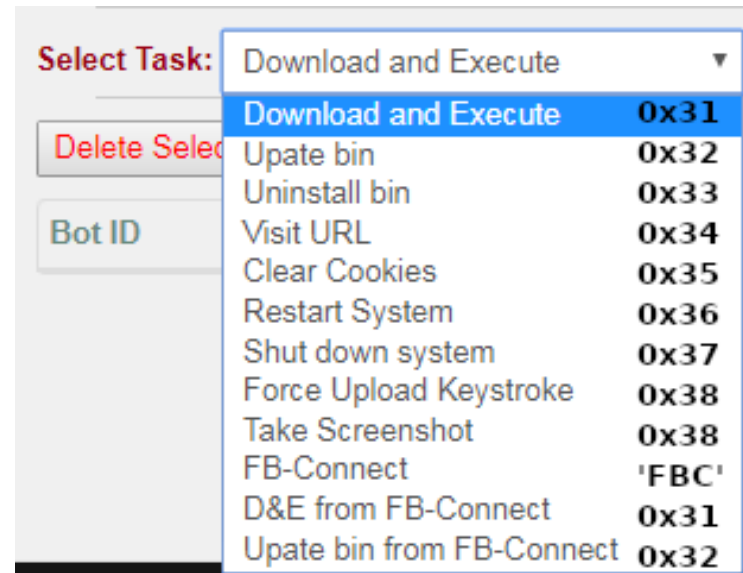 Select Task: Download and Execute
Download and Execute 0x31
Delete Selec
Upate bin 0x32
Uninstall bin 0x33
Bot ID
Visit URL 0x34
Clear Cookies 0x35
Restart System 0x36
Shut down system 0x37
Force Upload Keystroke 0x38
Take Screenshot 0x38
FB-Connect 'FBC'
D&E from FB-Connect 0x31
Upate bin from FB-Connect 0x32